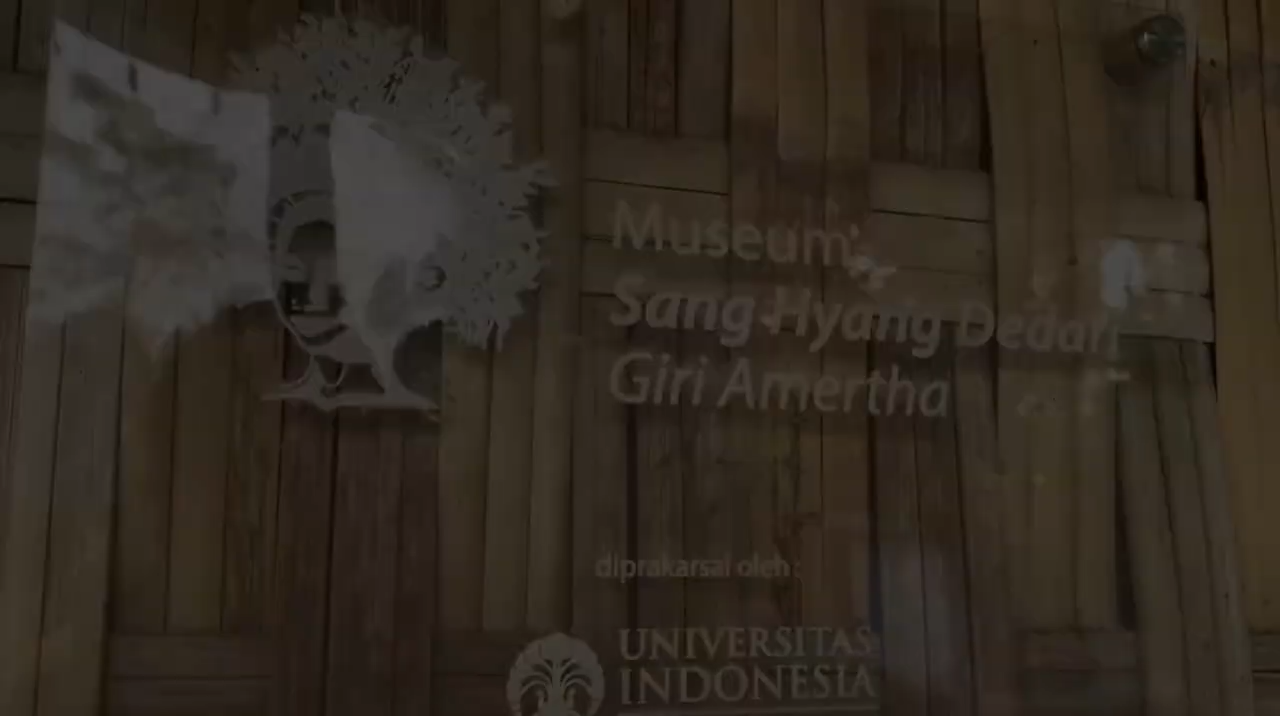 Museum
Sang Hyang Dedari
Giri Amertha
diprakarsai oleh :
UNIVERSITAS
INDONESIA